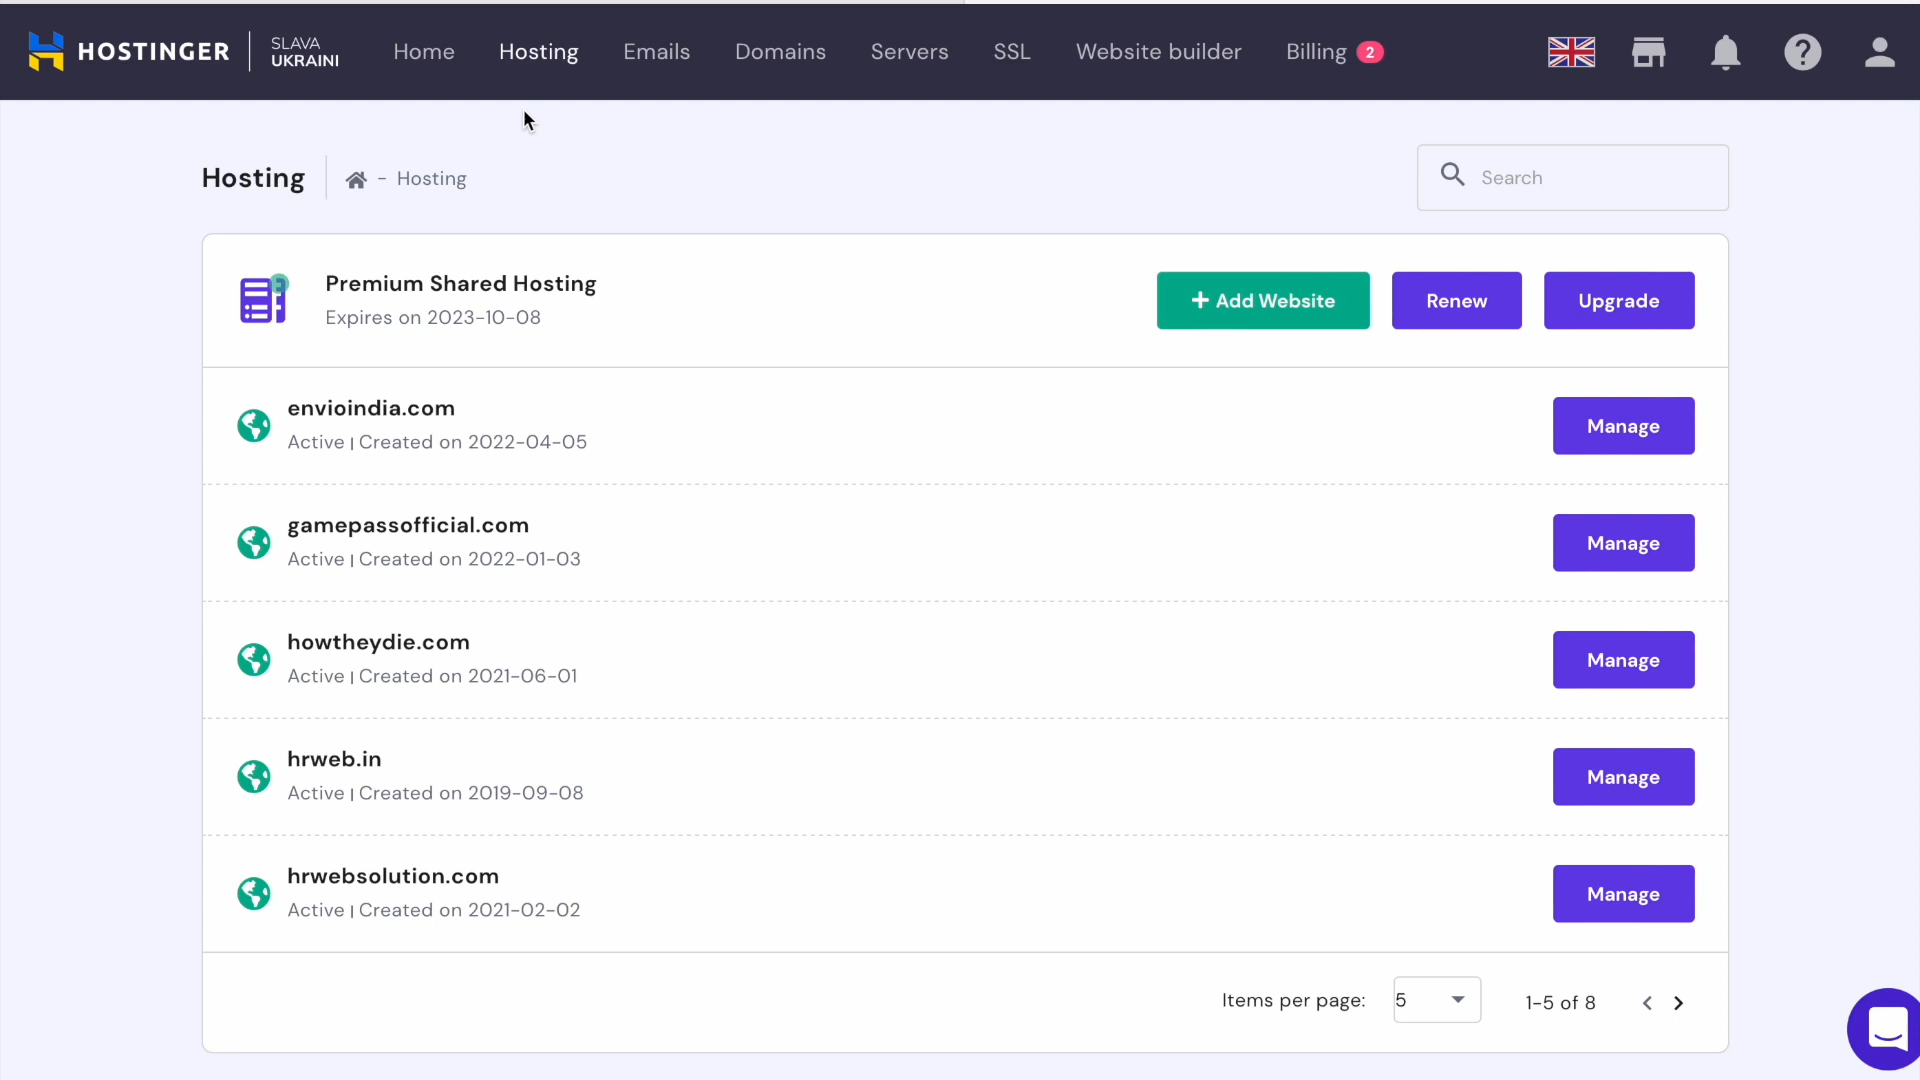 HOSTINGER
SLAVA
UKRAINI
Home
Hosting
Emails
Domains
Servers
SSL
Website builder
Billing 2
Hosting
- Hosting
Search
Premium Shared Hosting
Expires on 2023-10-08
+ Add Website
Renew
Upgrade
envioindia.com
Active | Created on 2022-04-05
Manage
gamepassofficial.com
Active | Created on 2022-01-03
Manage
howtheydie.com
Active | Created on 2021-06-01
Manage
hrweb.in
Active | Created on 2019-09-08
Manage
hrwebsolution.com
Active | Created on 2021-02-02
Manage
Items per page: 5 1-5 of 8